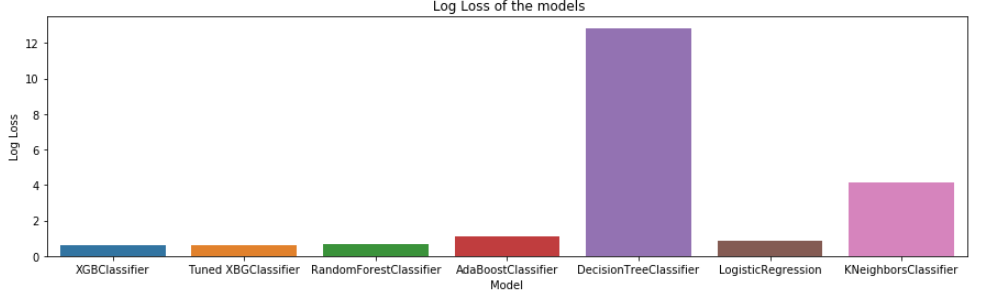 Log Loss of the models
12
10
8
6
4
2
0
Log Loss
XGBClassifier Tuned XBGClassifier RandomForestClassifier AdaBoostClassifier DecisionTreeClassifier LogisticRegression KNeighborsClassifier
Model